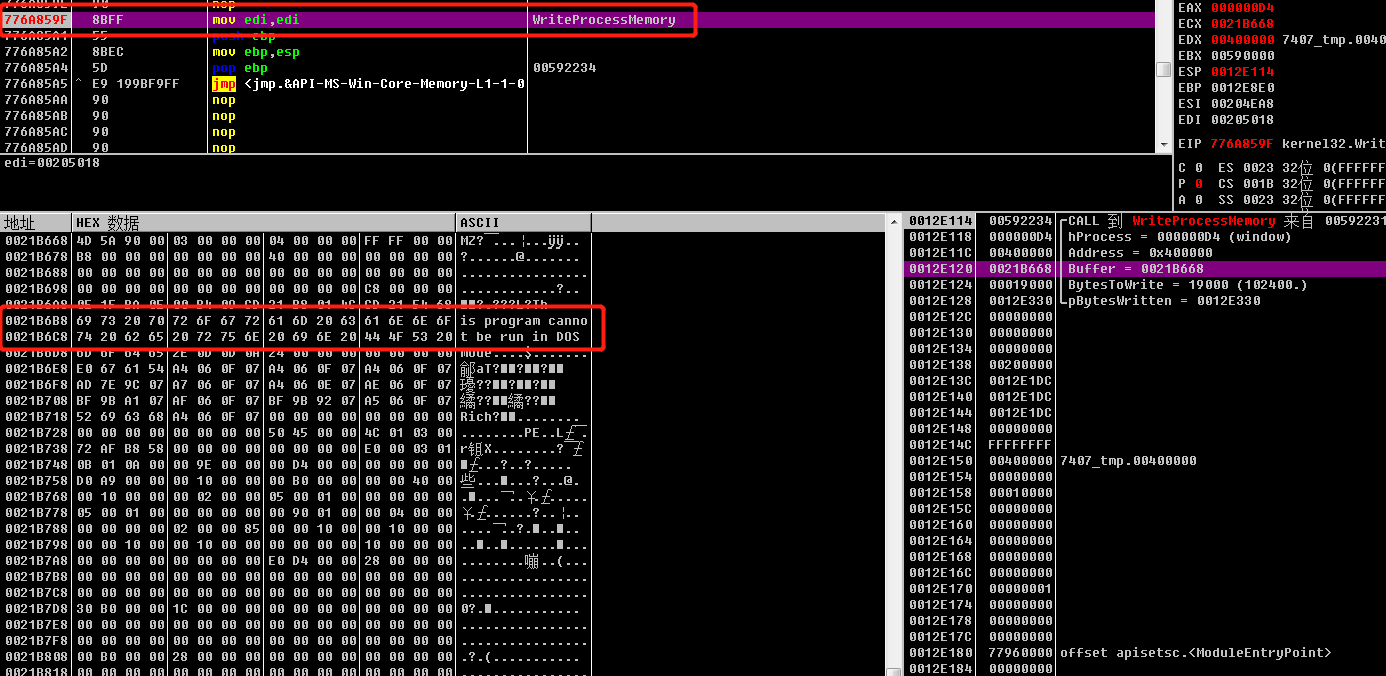 nop
776A859F 8BFF mov edi,edi WriteProcessMemory
776A85A1 55 push ebp
776A85A2 8BEC mov ebp,esp
776A85A4 5D pop ebp 00592234
776A85A5 ^ E9 199BF9FF jmp <jmp.&API-MS-Win-Core-Memory-L1-1-0
776A85AA 90 nop
776A85AB 90 nop
776A85AC 90 nop
776A85AD 90 nop
edi=00205018
EAX 000000D4
ECX 0021B668
EDX 00400000 7407_tmp.0040
EBX 00590000
ESP 0012E114
EBP 0012E8E0
ESI 00204EA8
EDI 00205018
EIP 776A859F kernel32.Writ
C 0 ES 0023 32位 0(FFFFFF
P 0 CS 001B 32位 0(FFFFFF
A 0 SS 0023 32位 0(FFFFFF
地址 HEX 数据 ASCII
0021B668 4D 5A 90 00 03 00 00 00 04 00 00 00 FF FF 00 00
0021B678 B8 00 00 00 00 00 00 00 40 00 00 00 00 00 00 00 ?.......@.......
0021B688 00 00 00 00 00 00 00 00 00 00 00 00 00 00 00 00 ................
0021B698 00 00 00 00 00 00 00 00 00 00 00 00 C8 00 00 00 ............?..
0021B6A8 0E 1F BA 0E 00 B4 09 CD 21 B8 01 4C CD 21 54 68
0021B6B8 69 73 20 70 72 6F 67 72 61 6D 20 63 61 6E 6E 6F is program canno
0021B6C8 74 20 62 65 20 72 75 6E 20 69 6E 20 44 4F 53 20 t be run in DOS
0021B6D8 6D 6F 64 65 2E 0D 0D 0A 24 00 00 00 00 00 00 00 mode....$.......
0021B6E8 E0 67 61 54 A4 06 0F 07 A4 06 0F 07 A4 06 0F 07
0021B6F8 AD 7E 9C 07 A7 06 0F 07 A4 06 0E 07 AE 06 0F 07
0021B708 BF 9B A1 07 AF 06 0F 07 BF 9B 92 07 A5 06 0F 07
0021B718 52 69 63 68 A4 06 0F 07 00 00 00 00 00 00 00 00
0021B728 00 00 00 00 00 00 00 00 50 45 00 00 4C 01 03 00
0021B738 72 AF B8 58 00 00 00 00 00 00 00 00 E0 00 03 01
0021B748 0B 01 0A 00 00 9E 00 00 00 D4 00 00 00 00 00 00
0021B758 D0 A9 00 00 00 10 00 00 00 B0 00 00 00 00 40 00
0021B768 00 10 00 00 00 02 00 00 05 00 01 00 00 00 00 00
0021B778 05 00 01 00 00 00 00 00 00 90 01 00 00 04 00 00
0021B788 00 00 00 00 02 00 00 85 00 00 10 00 00 10 00 00
0021B798 00 00 10 00 00 10 00 00 00 00 00 00 10 00 00 00
0021B7A8 00 00 00 00 00 00 00 00 E0 D4 00 00 28 00 00 00
0021B7B8 00 00 00 00 00 00 00 00 00 00 00 00 00 00 00 00 ................
0021B7C8 00 00 00 00 00 00 00 00 00 00 00 00 00 00 00 00 ................
0021B7D8 30 B0 00 00 1C 00 00 00 00 00 00 00 00 00 00 00
0021B7E8 00 00 00 00 00 00 00 00 00 00 00 00 00 00 00 00 ................
0021B7F8 00 00 00 00 00 00 00 00 00 00 00 00 00 00 00 00 ................
0021B808 00 B0 00 00 28 00 00 00 00 00 00 00 00 00 00 00 .?.(............
0012E114 00592234 CALL 到 WriteProcessMemory 来自 00592231
0012E118 000000D4 hProcess = 000000D4 (window)
0012E11C 00400000 Address = 0x400000
0012E120 0021B668 Buffer = 0021B668
0012E124 00019000 BytesToWrite = 19000 (102400.)
0012E128 0012E330 pBytesWritten = 0012E330
0012E12C 00000000
0012E130 00000000
0012E134 00000000
0012E138 00200000
0012E13C 0012E1DC
0012E140 0012E1DC
0012E144 0012E1DC
0012E148 00000000
0012E14C FFFFFFFF
0012E150 00400000 7407_tmp.00400000
0012E154 00000000
0012E158 00010000
0012E15C 00000000
0012E160 00000000
0012E164 00000000
0012E168 00000000
0012E16C 00000000
0012E170 00000001
0012E174 00000000
0012E178 00000000
0012E17C 00000000
0012E180 77960000 offset apisetsc.<ModuleEntryPoint>
0012E184 00000000